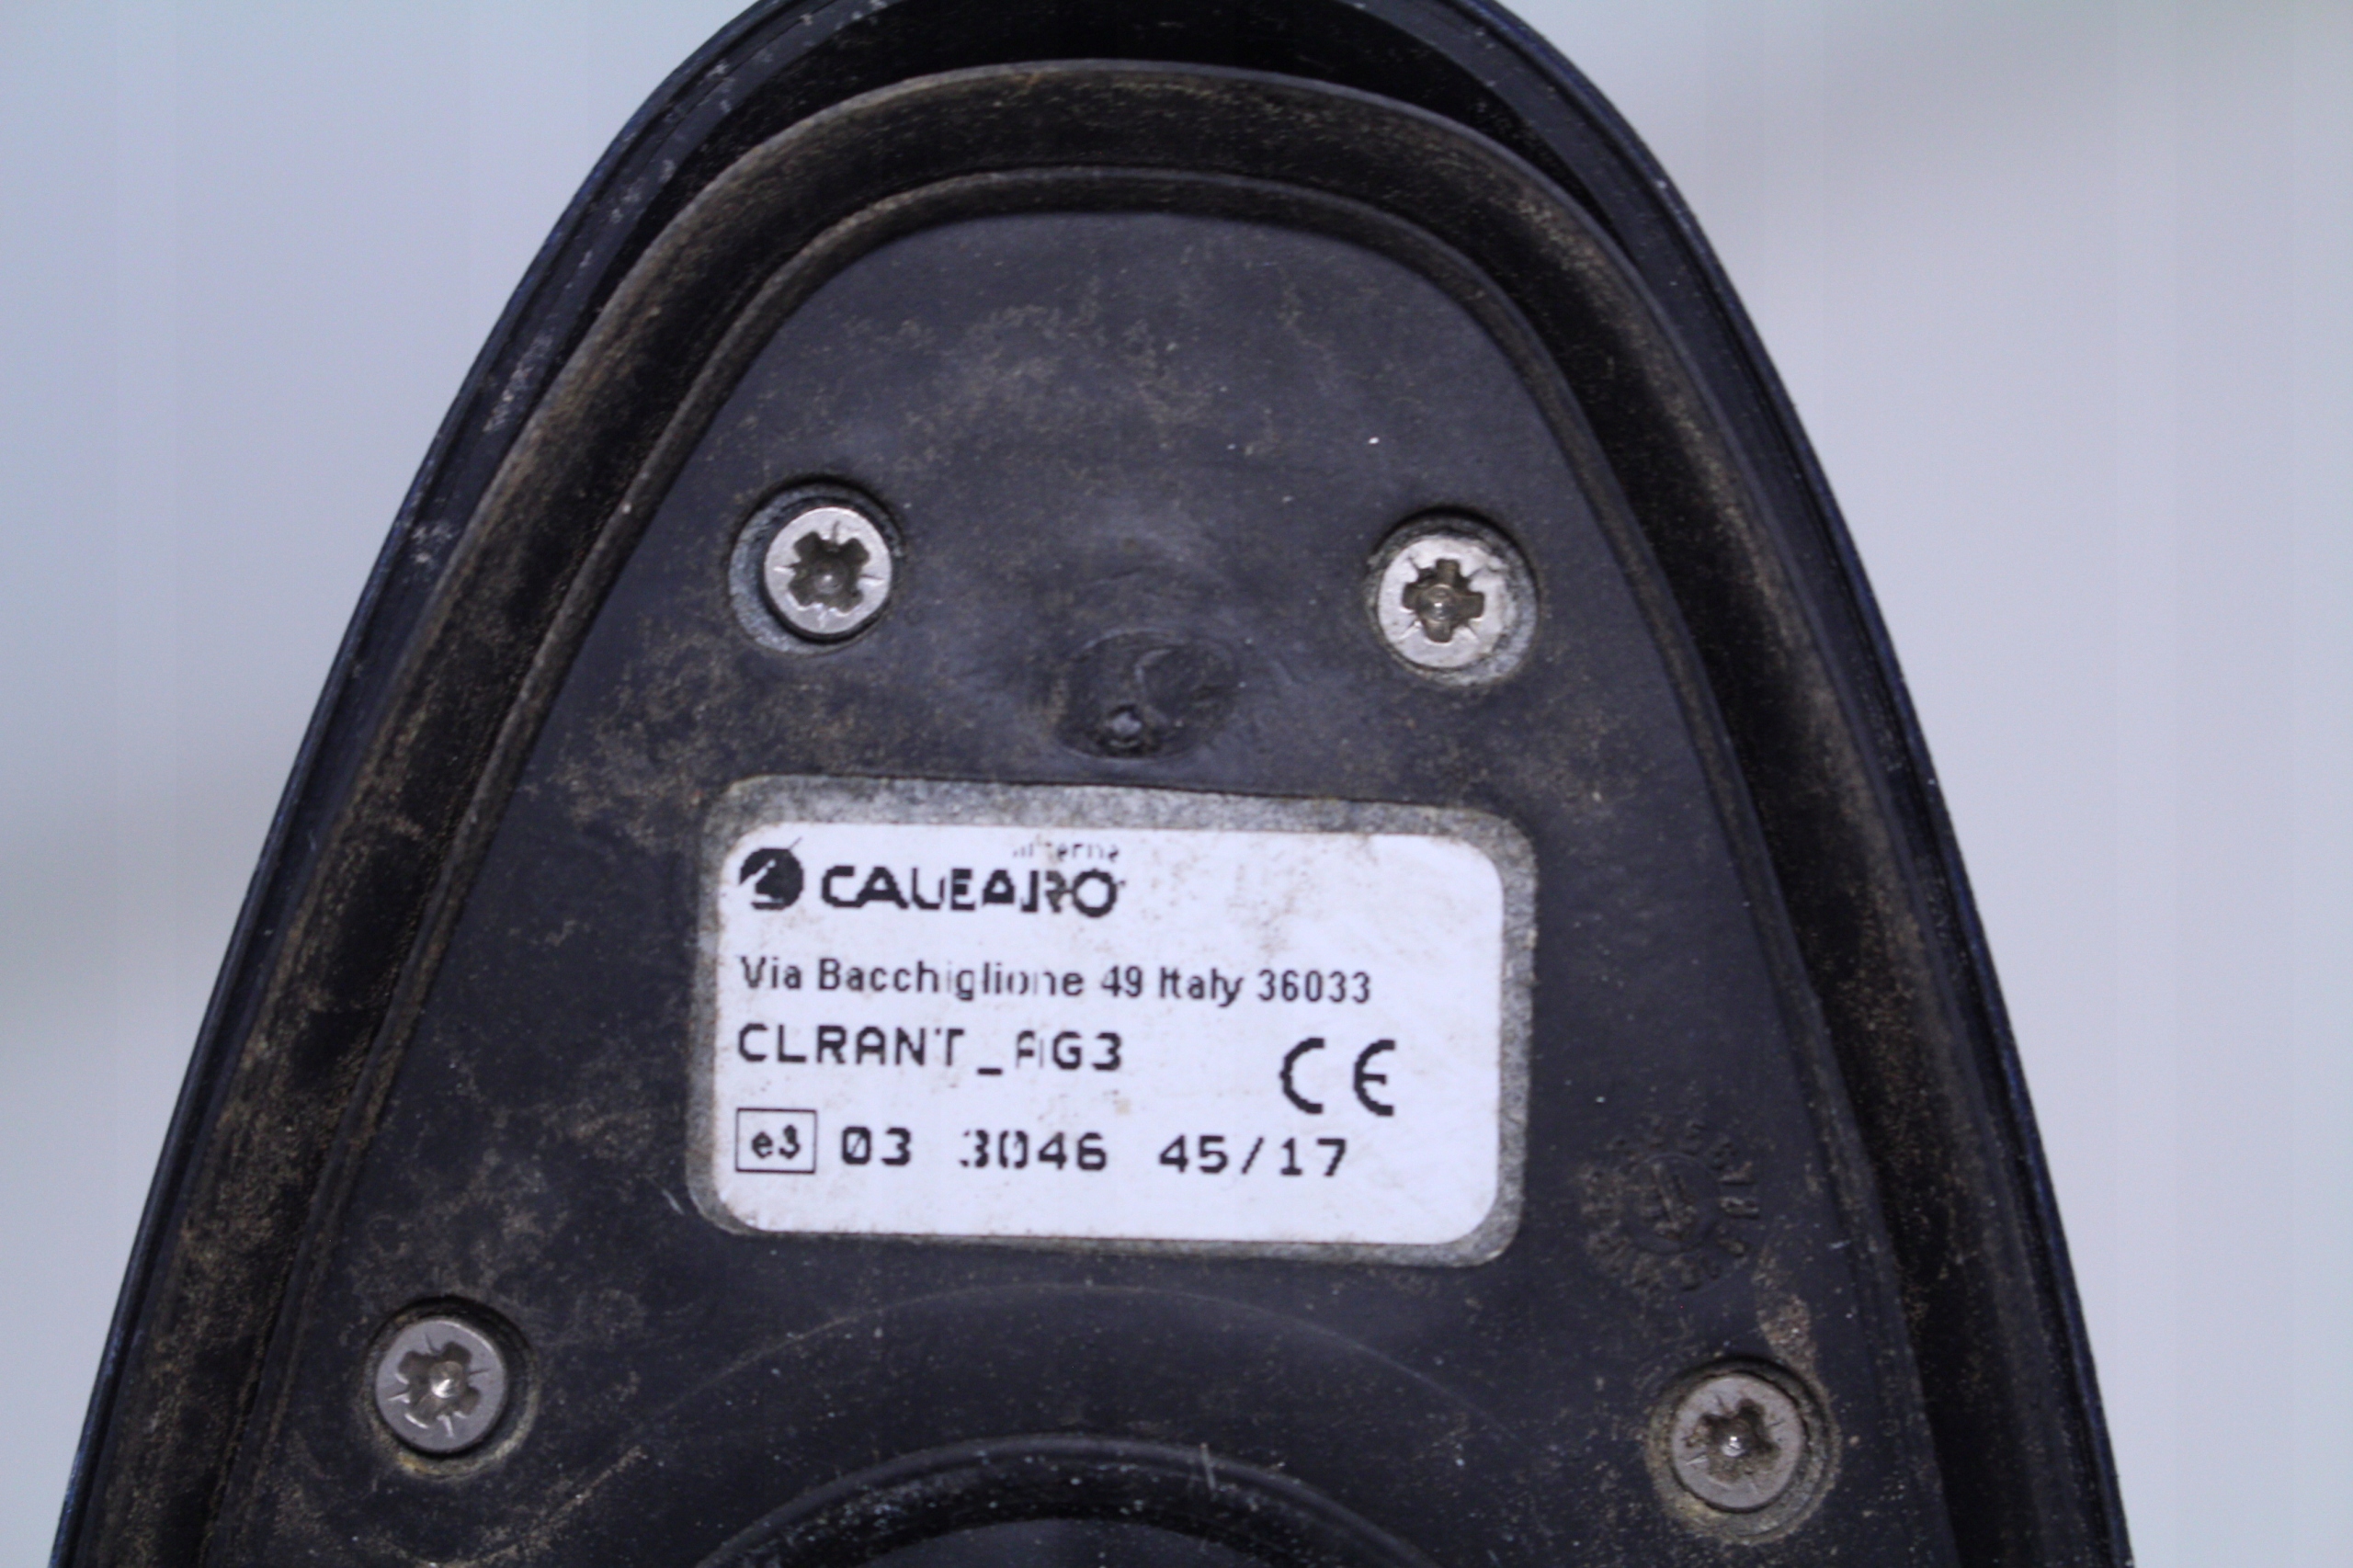 CALEARO
Via Bacchiglione 49 Italy 36033
CLRANT_AG3 CE
e3 03 3046 45/17